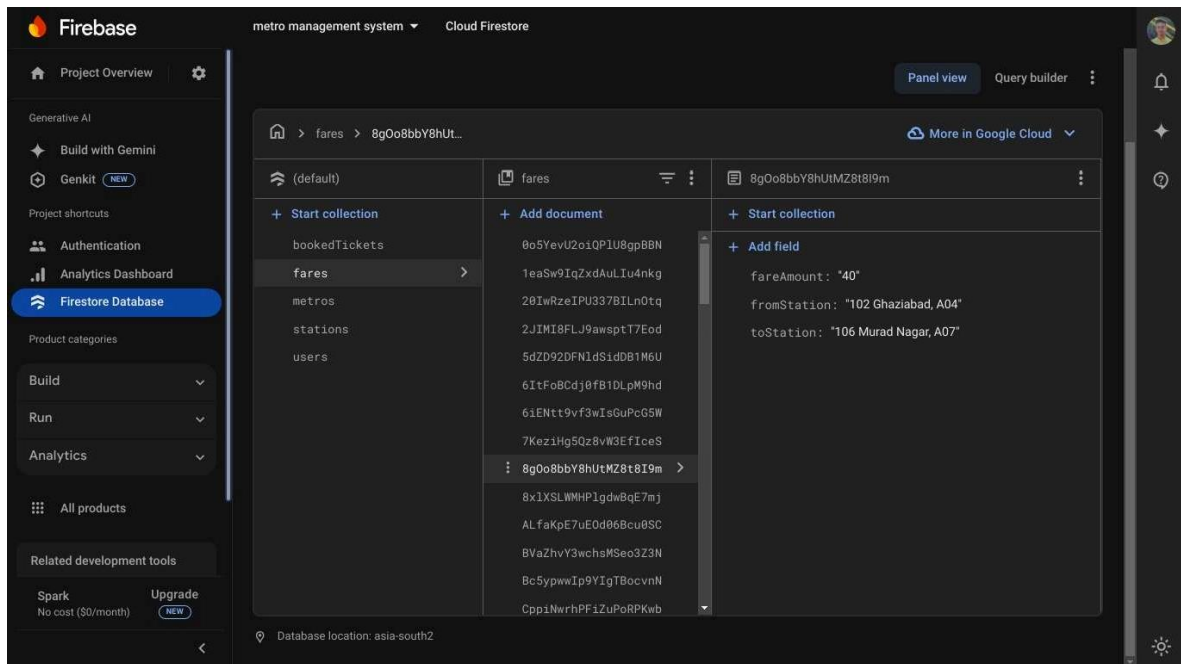 Firebase
metro management system
Cloud Firestore
Project Overview
Generative AI
Build with Gemini
Genkit NEW
Project shortcuts
Authentication
Analytics Dashboard
Firestore Database
Product categories
Build
Run
Analytics
All products
Related development tools
Spark
No cost ($0/month)
Upgrade
NEW
Panel view
Query builder
fares > 8gOo8bbY8hUt...
More in Google Cloud
(default)
+ Start collection
bookedTickets
fares
metros
stations
users
fares
+ Add document
0o5YevU2oiQPlU8gpBBN
1eaSw9IqZxdAuLIu4nkg
20IwRzeIPU337BILnOtq
2JIMI8FLJ9awsptT7Eod
5dZD92DFNldSidDB1M6U
6ItFoBCdj0fB1DLpM9hd
6iENtt9vf3wIsGuPcG5W
7KeziHg5Qz8vW3EfIceS
8gOo8bbY8hUtMZ8t8I9m
8xlXSLWMHPlgdwBqE7mj
ALfaKpE7uEOd06Bcu0SC
BVaZhvY3wchsMSeo3Z3N
Bc5ypwwIp9YIgTBocvnN
CppiNwrhPFiZuPoRPKwb
8gOo8bbY8hUtMZ8t8I9m
+ Start collection
+ Add field
fareAmount: "40"
fromStation: "102 Ghaziabad, A04"
toStation: "106 Murad Nagar, A07"
Database location: asia-south2